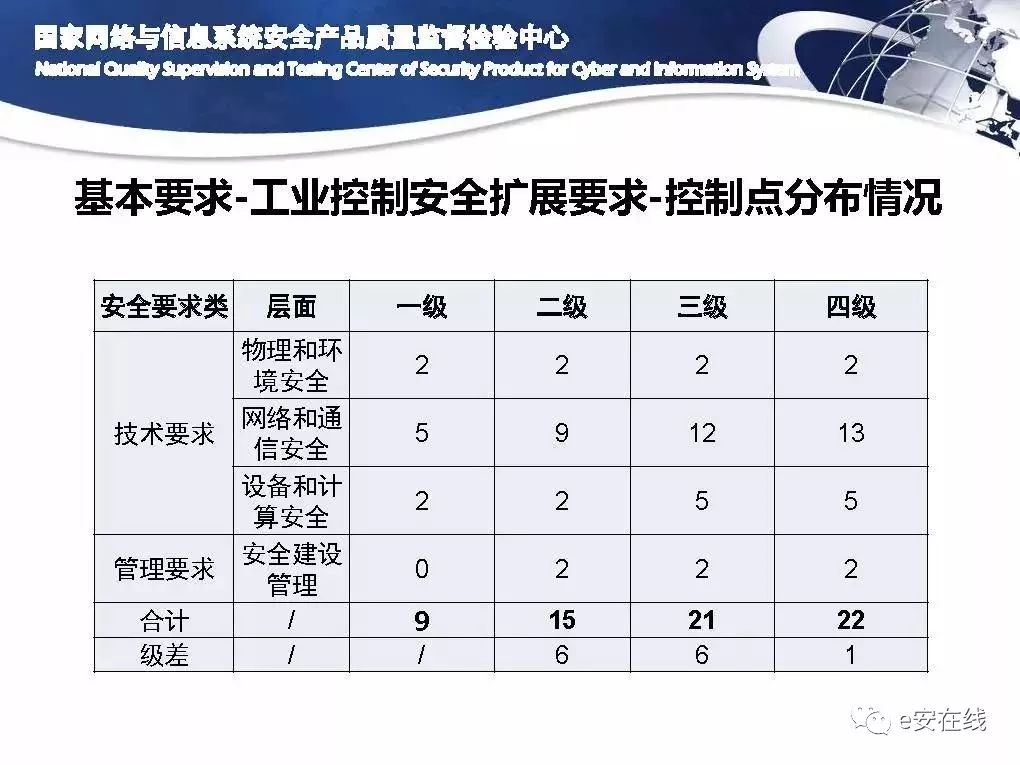 国家网络与信息系统安全产品质量监督检验中心
National Quality Supervision and Testing Center of Security Product for Cyber and Information System
基本要求-工业控制安全扩展要求-控制点分布情况
安全要求类 层面 一级 二级 三级 四级
技术要求
物理和环
境安全
2 2 2 2
网络和通
信安全
5 9 12 13
设备和计
算安全
2 2 5 5
管理要求
安全建设
管理
0 2 2 2
合计 / 9 15 21 22
级差 / / 6 6 1
e安在线